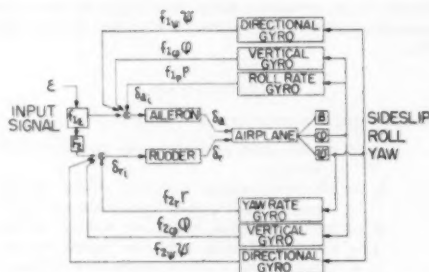 f₁ψ ψ
DIRECTIONAL
GYRO
f₁φ φ
VERTICAL
GYRO
f₁p p
ROLL RATE
GYRO
ε
δai
INPUT
SIGNAL
AILERON
δa
AIRPLANE
β
SIDESLIP
φ
ROLL
ψ
YAW
δri
RUDDER
δr
f₂r r
YAW RATE
GYRO
f₂φ φ
VERTICAL
GYRO
f₂ψ ψ
DIRECTIONAL
GYRO